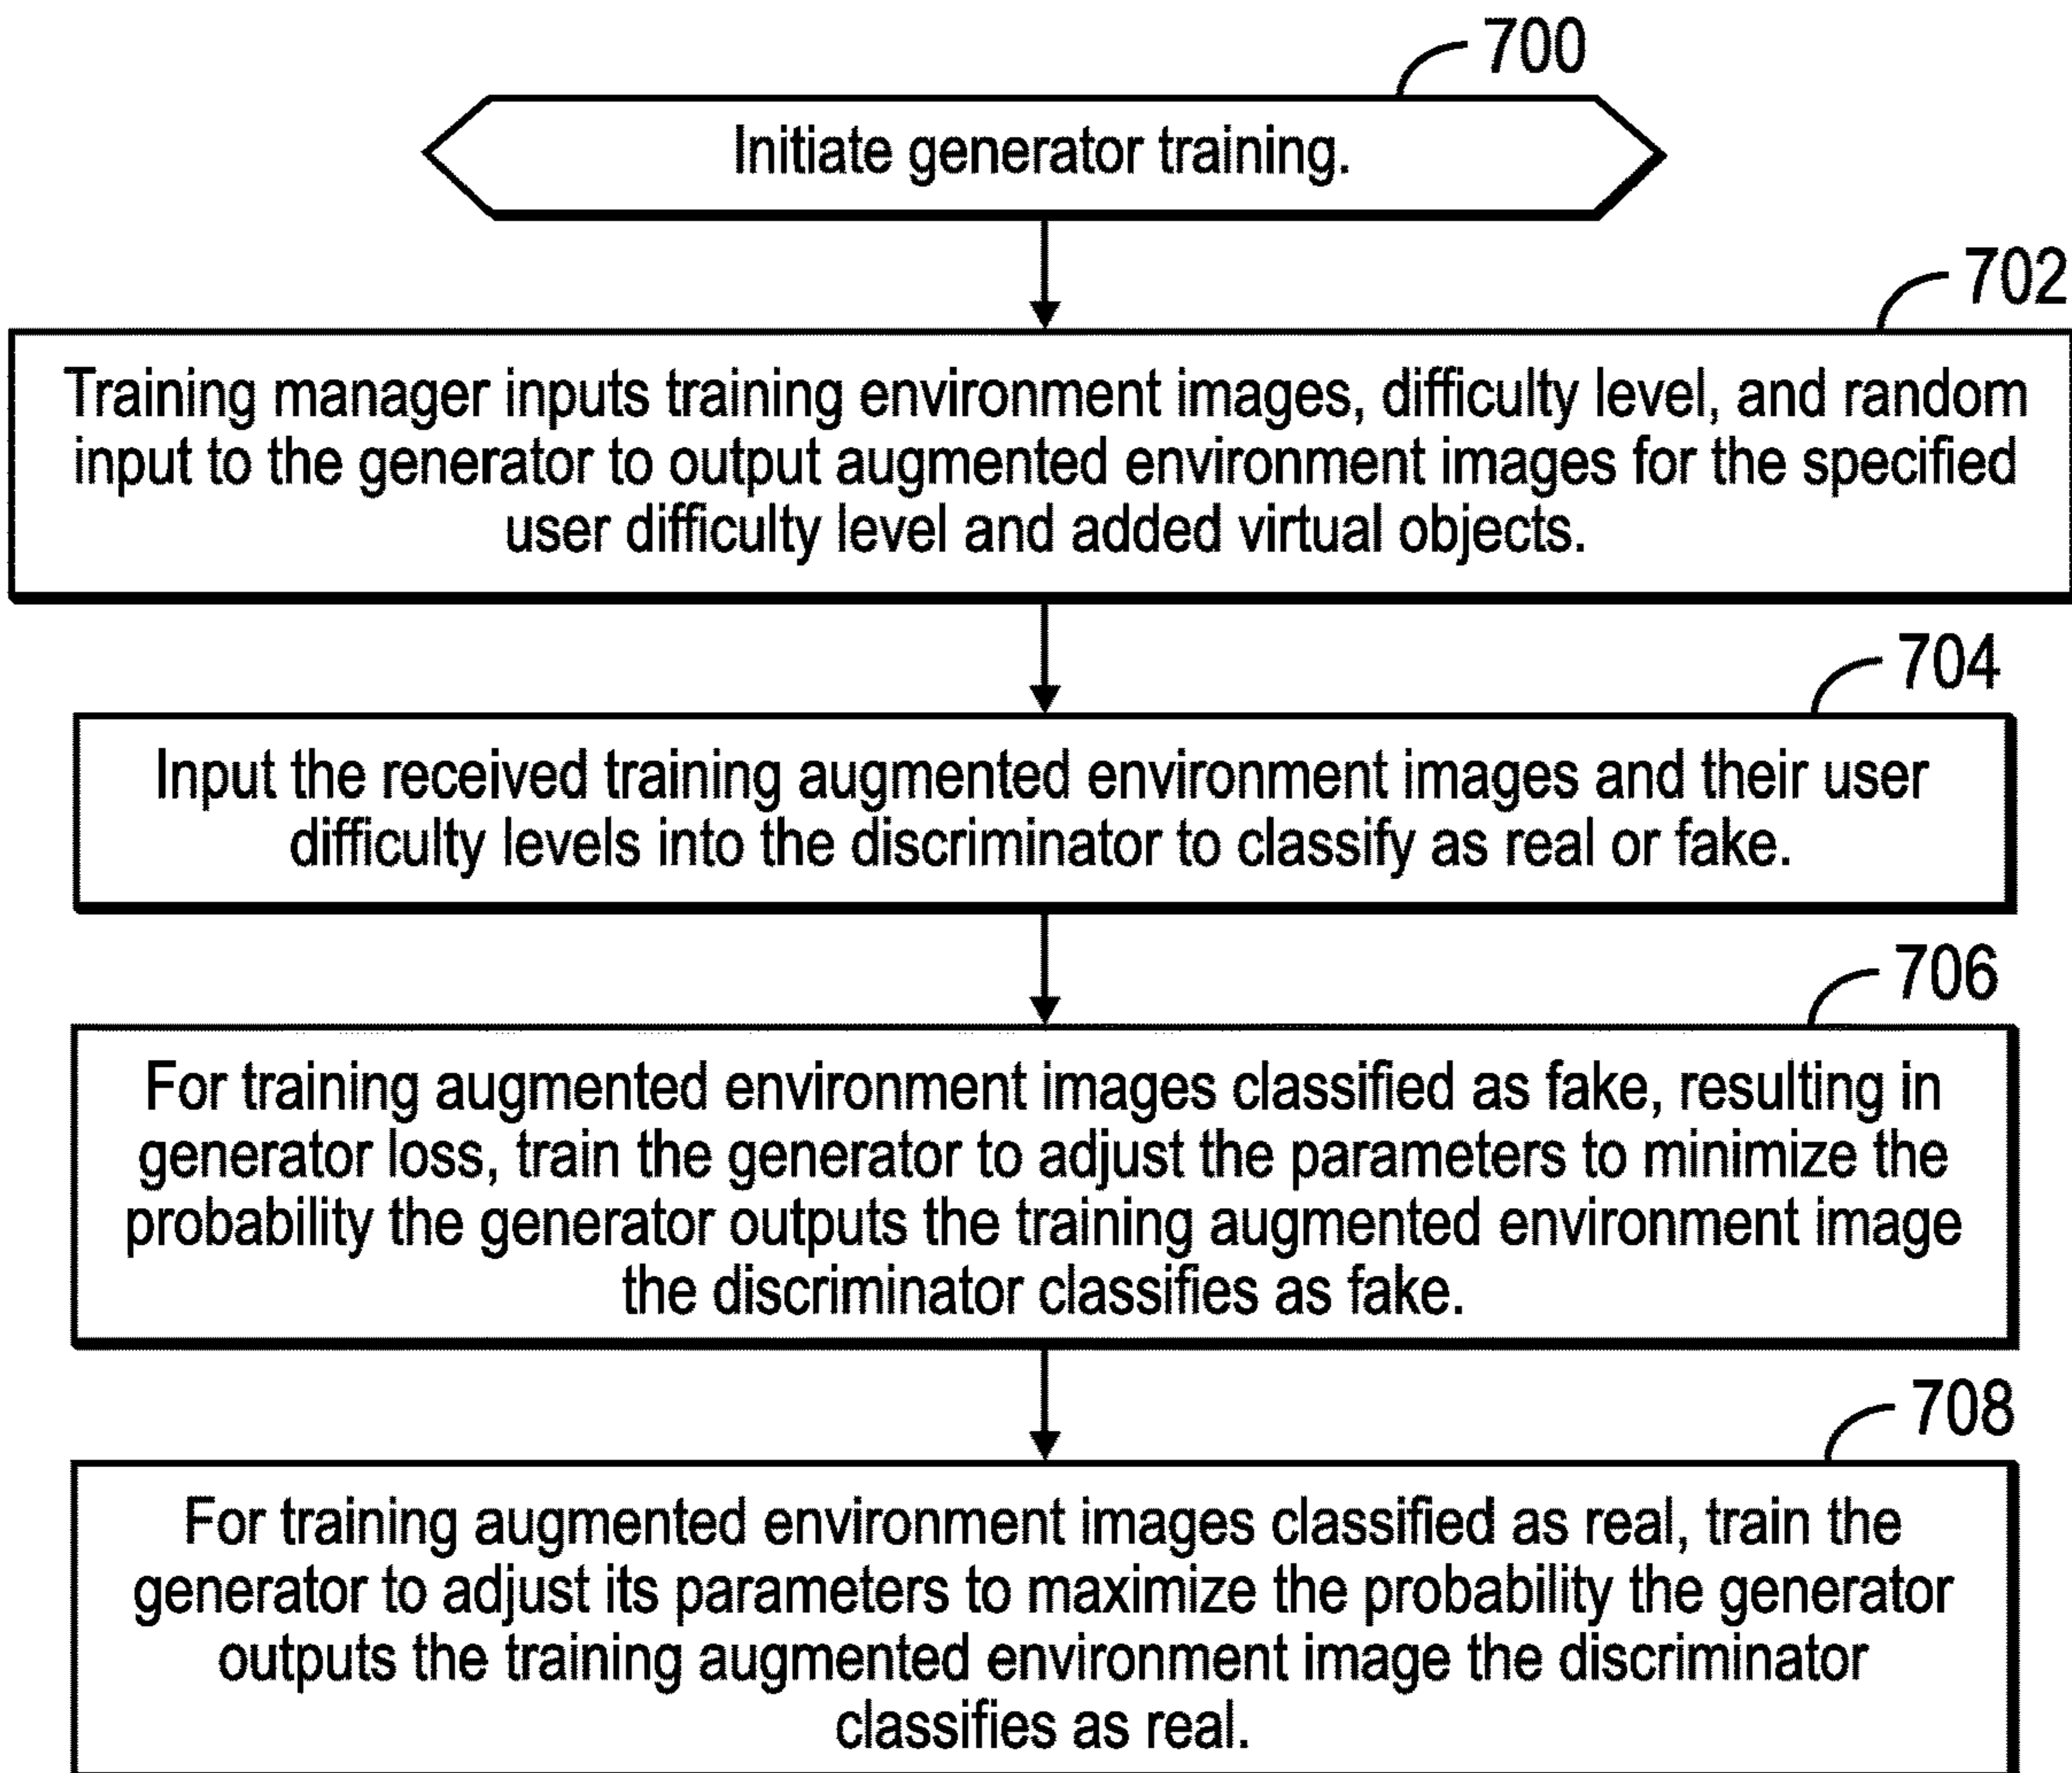 700
Initiate generator training.
702
Training manager inputs training environment images, difficulty level, and random
input to the generator to output augmented environment images for the specified
user difficulty level and added virtual objects.
704
Input the received training augmented environment images and their user
difficulty levels into the discriminator to classify as real or fake.
706
For training augmented environment images classified as fake, resulting in
generator loss, train the generator to adjust the parameters to minimize the
probability the generator outputs the training augmented environment image
the discriminator classifies as fake.
708
For training augmented environment images classified as real, train the
generator to adjust its parameters to maximize the probability the generator
outputs the training augmented environment image the discriminator
classifies as real.